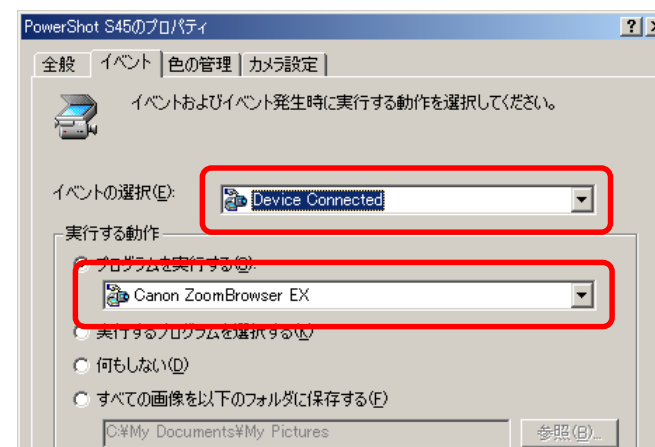 PowerShot S45のプロパティ
全般 イベント 色の管理 カメラ設定
イベントおよびイベント発生時に実行する動作を選択してください。
イベントの選択(E): Device Connected
実行する動作
プログラムを実行する
Canon ZoomBrowser EX
実行するプログラムを選択する(K)
何もしない(D)
すべての画像を以下のフォルダに保存する(F)
C:¥My Documents¥My Pictures 参照(B)...